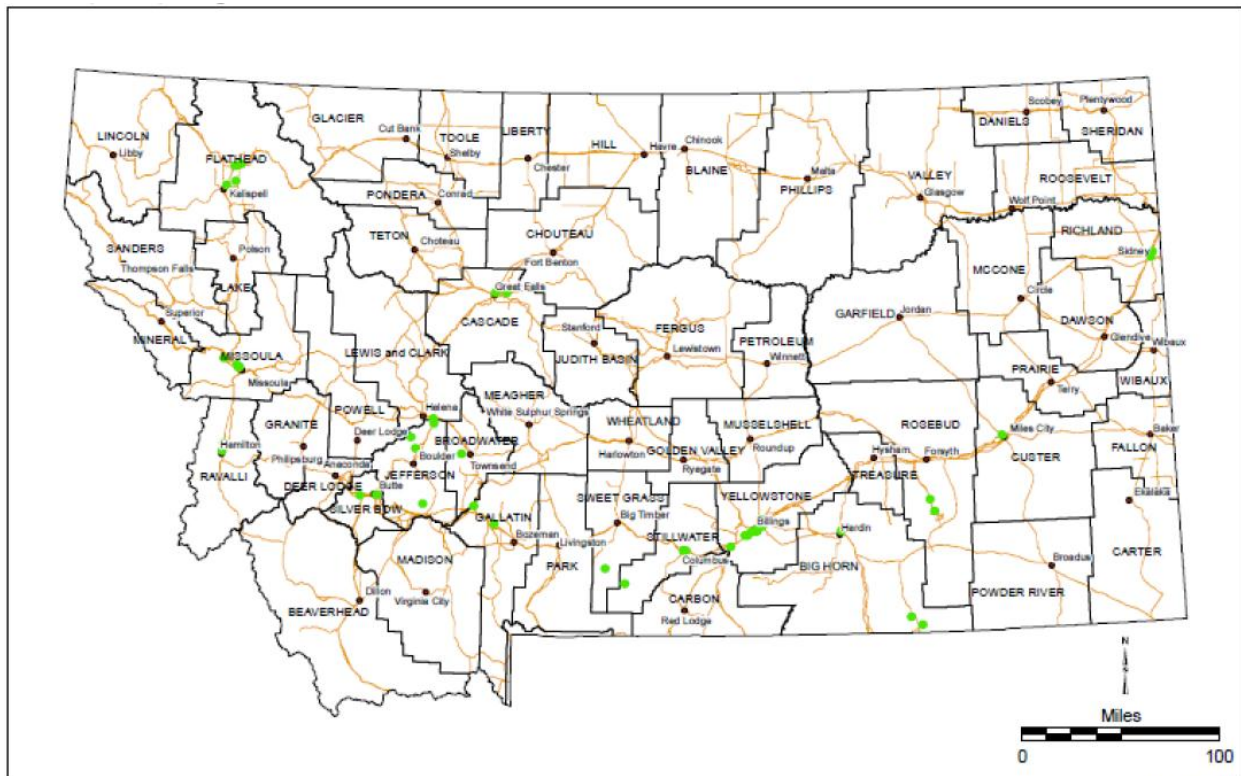 LINCOLN
Libby
FLATHEAD
Kalispell
GLACIER
Cut Bank
TOOLE
Shelby
LIBERTY
Chester
HILL
Havre
Chinook
BLAINE
Malta
PHILLIPS
VALLEY
Glasgow
DANIELS
Scobey
Plentywood
SHERIDAN
ROOSEVELT
Wolf Point
PONDERA
Conrad
TETON
Choteau
CHOUTEAU
Fort Benton
RICHLAND
Sidney
SANDERS
Thompson Falls
Polson
LAKE
MCCONE
Circle
Great Falls
CASCADE
Superior
MINERAL
MISSOULA
Missoula
LEWIS and CLARK
Stanford
JUDITH BASIN
FERGUS
Lewistown
PETROLEUM
Winnett
GARFIELD
Jordan
DAWSON
Glendive
Wibaux
WIBAUX
PRAIRIE
Terry
MEAGHER
White Sulphur Springs
Helena
POWELL
Deer Lodge
GRANITE
Philipsburg
Hamilton
RAVALLI
Anaconda
DEER LODGE
BROADWATER
Townsend
Boulder
JEFFERSON
Butte
SILVER BOW
WHEATLAND
Harlowton
GOLDEN VALLEY
Ryegate
MUSSELSHELL
Roundup
ROSEBUD
Hysham
Forsyth
TREASURE
Miles City
CUSTER
FALLON
Baker
Ekalaka
CARTER
GALLATIN
Bozeman
Livingston
PARK
SWEET GRASS
Big Timber
STILLWATER
Columbus
YELLOWSTONE
Billings
Hardin
BIG HORN
Broadus
POWDER RIVER
CARBON
Red Lodge
MADISON
Virginia City
Dillon
BEAVERHEAD
N
S
Miles
0 100